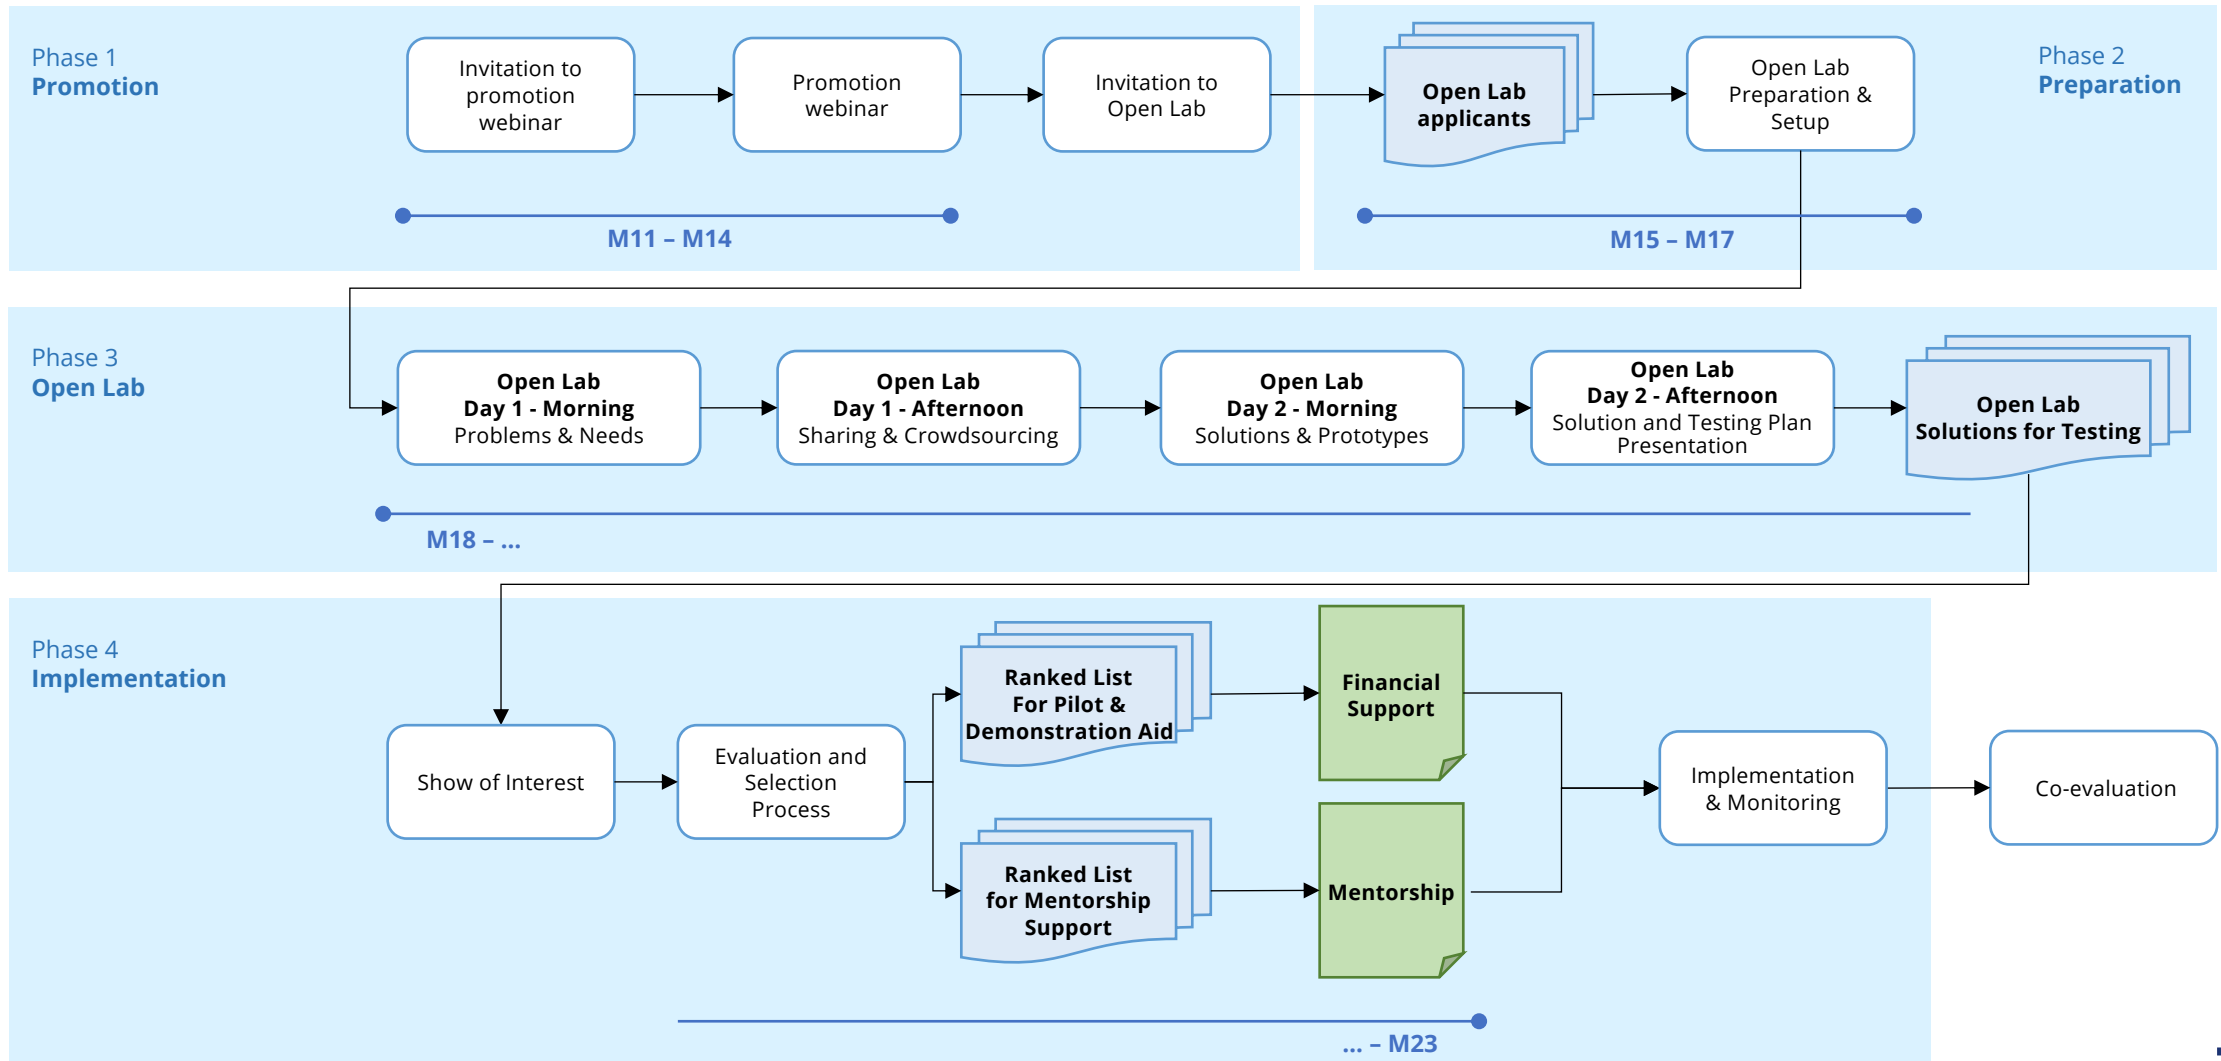 Phase 1
Promotion
Invitation to
promotion
webinar
Promotion
webinar
Invitation to
Open Lab
M11 – M14
Phase 2
Preparation
Open Lab
applicants
Open Lab
Preparation &
Setup
M15 – M17
Phase 3
Open Lab
Open Lab
Day 1 - Morning
Problems & Needs
Open Lab
Day 1 - Afternoon
Sharing & Crowdsourcing
Open Lab
Day 2 - Morning
Solutions & Prototypes
Open Lab
Day 2 - Afternoon
Solution and Testing Plan
Presentation
Open Lab
Solutions for Testing
M18 – ...
Phase 4
Implementation
Show of Interest
Evaluation and
Selection
Process
Ranked List
For Pilot &
Demonstration Aid
Financial
Support
Ranked List
for Mentorship
Support
Mentorship
Implementation
& Monitoring
Co-evaluation
... – M23